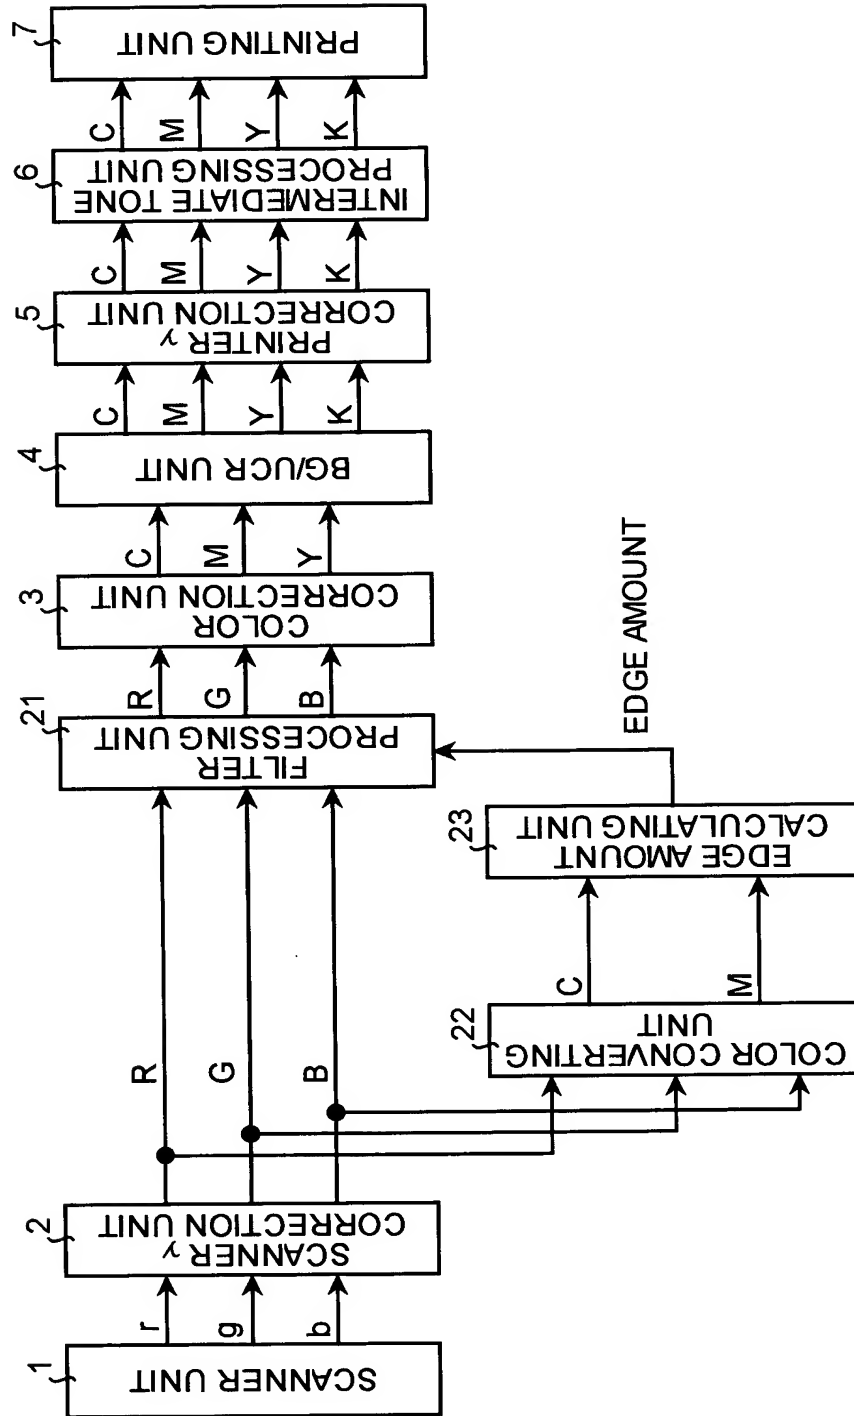 1
SCANNER UNIT
r
g
b
2
SCANNER γ
CORRECTION UNIT
R
G
B
22
COLOR CONVERTING
UNIT
C
M
23
EDGE AMOUNT
CALCULATING UNIT
EDGE AMOUNT
21
FILTER
PROCESSING UNIT
R
G
B
3
COLOR
CORRECTION UNIT
C
M
Y
4
BG/UCR UNIT
C
M
Y
K
5
PRINTER γ
CORRECTION UNIT
C
M
Y
K
6
INTERMEDIATE TONE
PROCESSING UNIT
C
M
Y
K
7
PRINTING UNIT